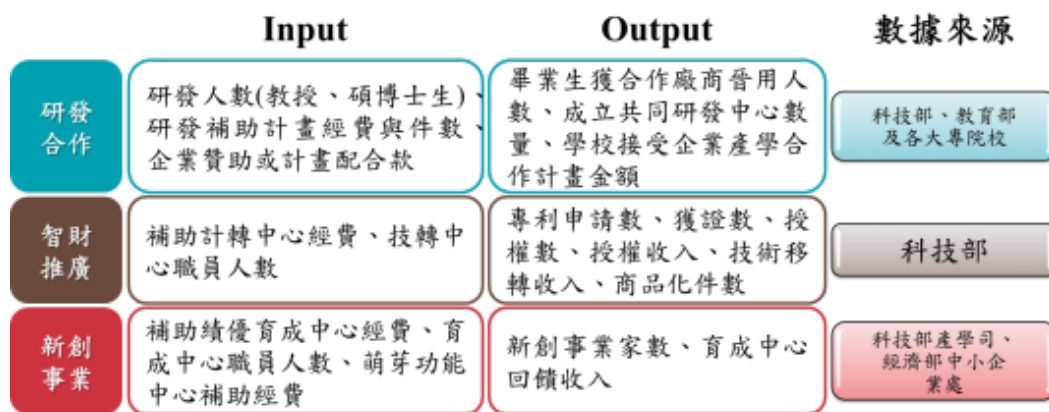 Input
Output
數據來源
研發
合作
研發人數(教授、碩博士生)、
研發補助計畫經費與件數、
企業贊助或計畫配合款
畢業生獲合作廠商晉用人
數、成立共同研發中心數
量、學校接受企業產學合
作計畫金額
科技部、教育部
及各大專院校
智財
推廣
補助計轉中心經費、技轉中
心職員人數
專利申請數、獲證數、授
權數、授權收入、技術移
轉收入、商品化件數
科技部
新創
事業
補助績優育成中心經費、育
成中心職員人數、萌芽功能
中心補助經費
新創事業家數、育成中心
回饋收入
科技部產學司、
經濟部中小企
業處